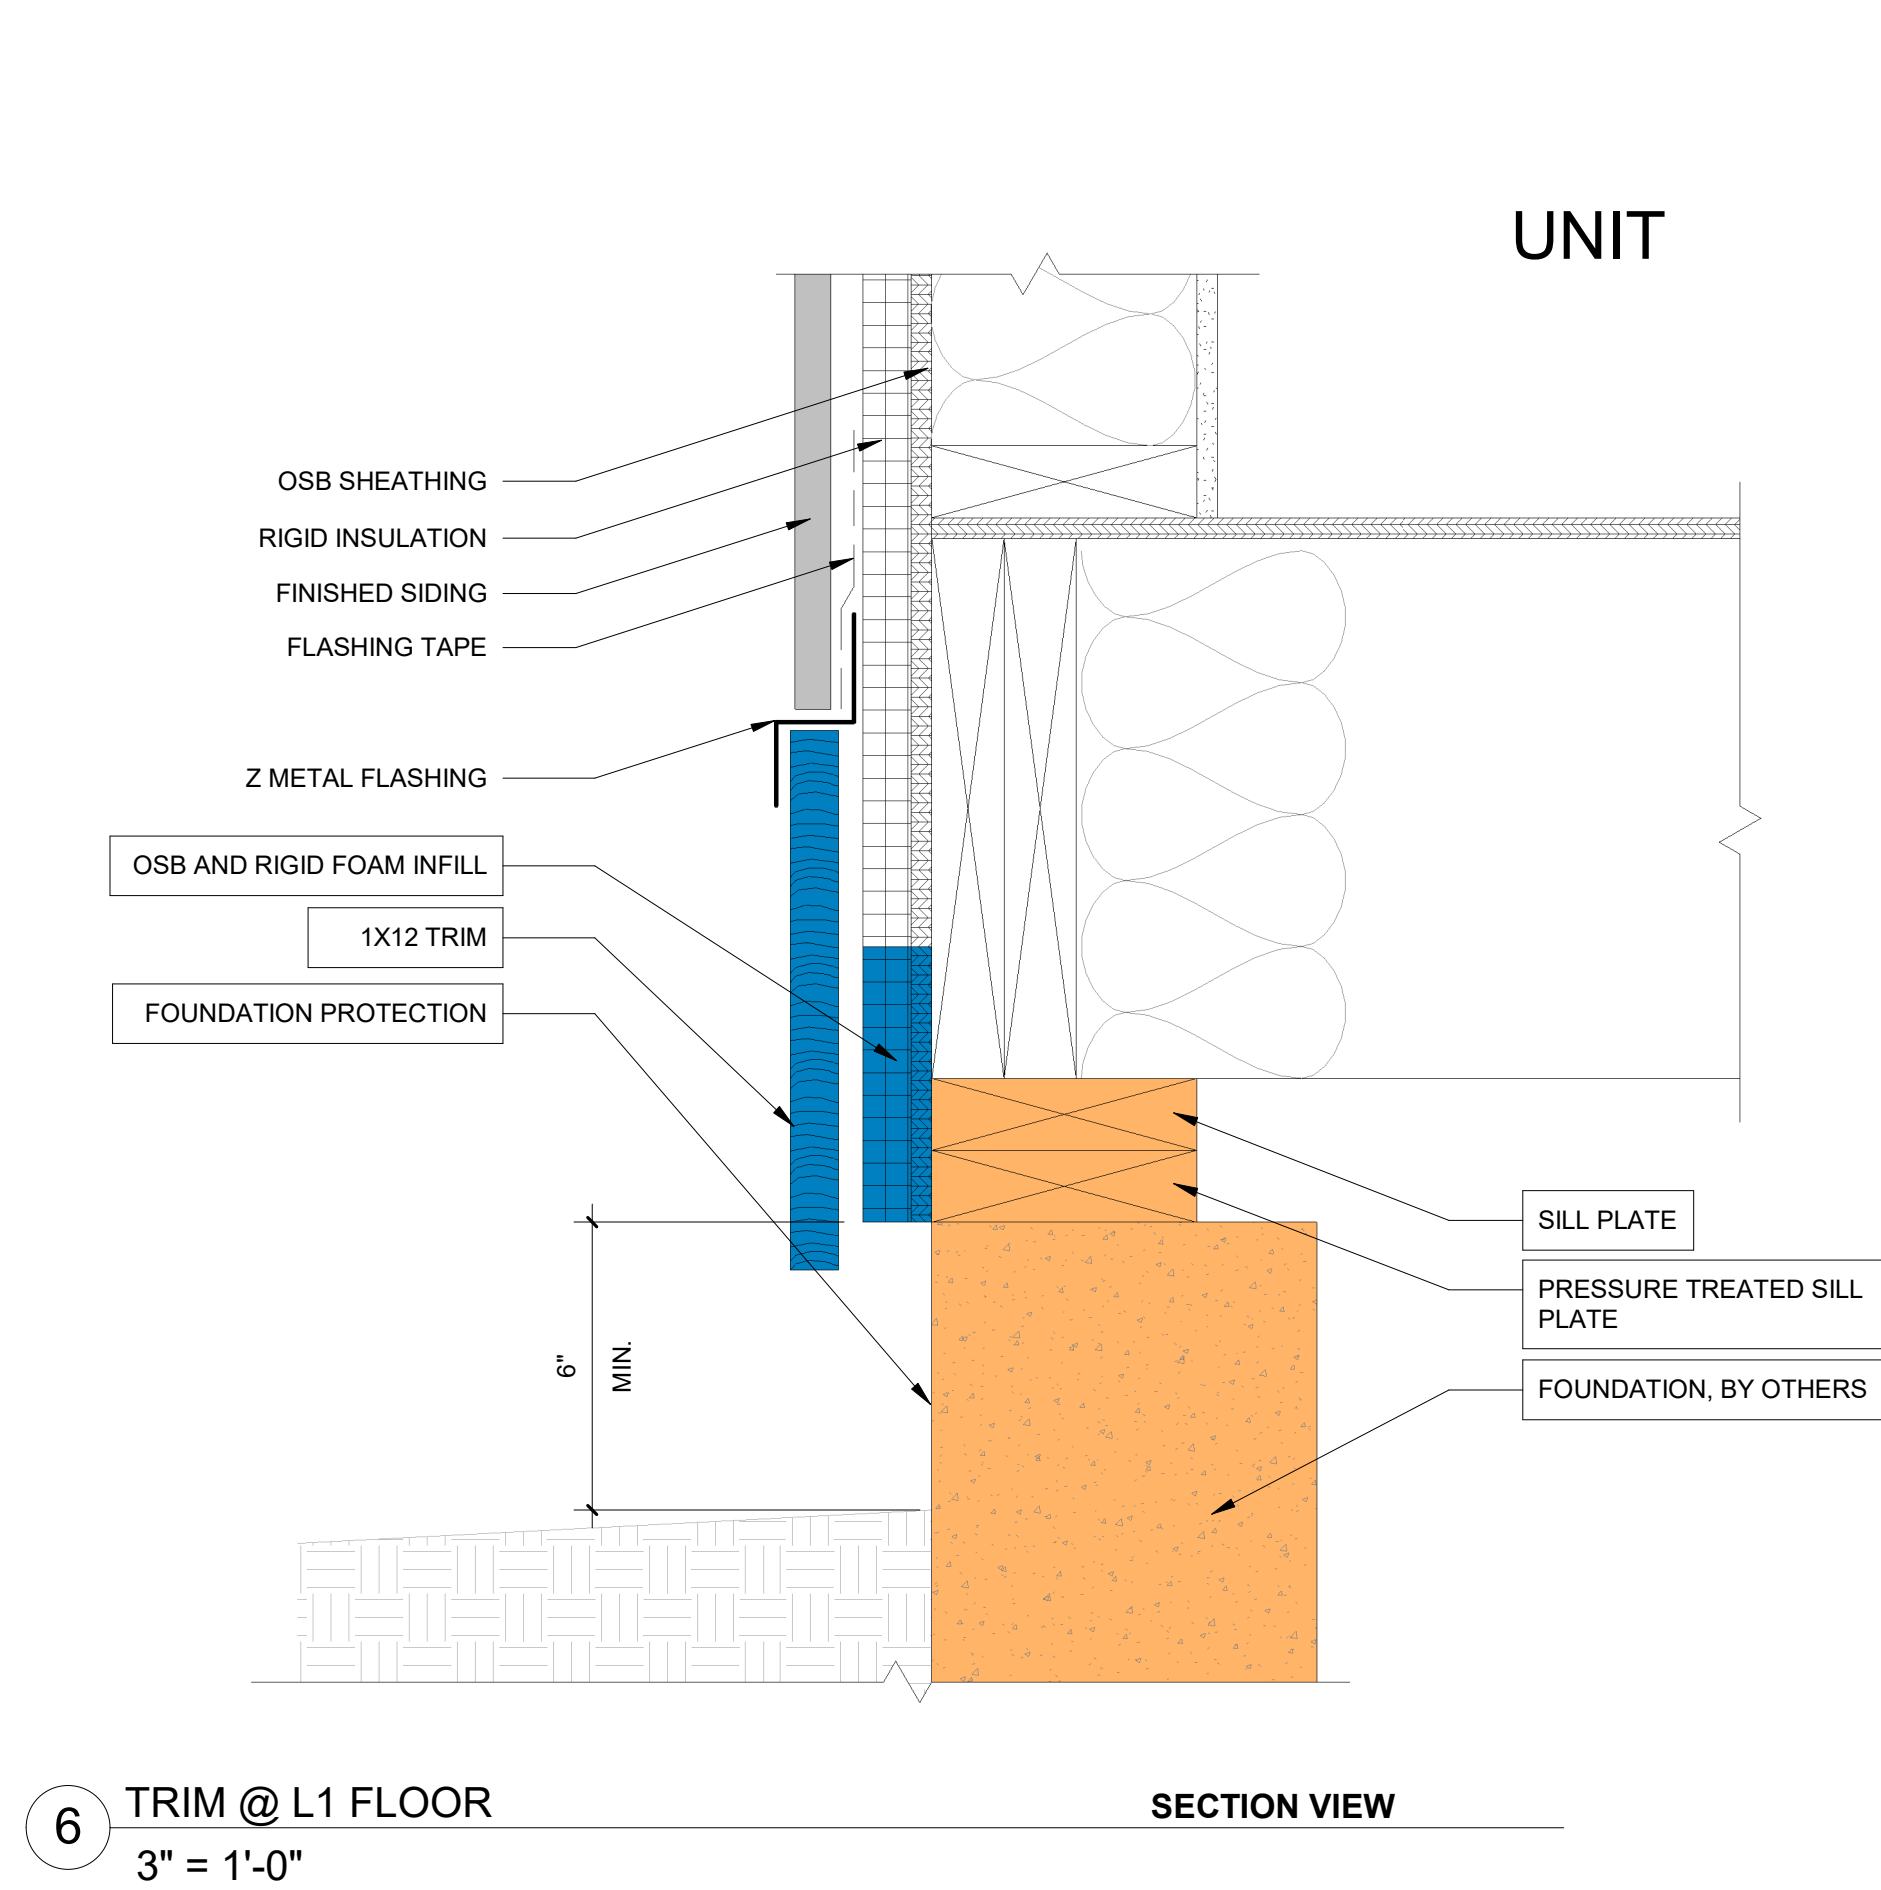 UNIT
OSB SHEATHING
RIGID INSULATION
FINISHED SIDING
FLASHING TAPE
Z METAL FLASHING
OSB AND RIGID FOAM INFILL
1X12 TRIM
FOUNDATION PROTECTION
SILL PLATE
PRESSURE TREATED SILL
PLATE
FOUNDATION, BY OTHERS
6"
MIN.
6
TRIM @ L1 FLOOR
SECTION VIEW
3" = 1'-0"